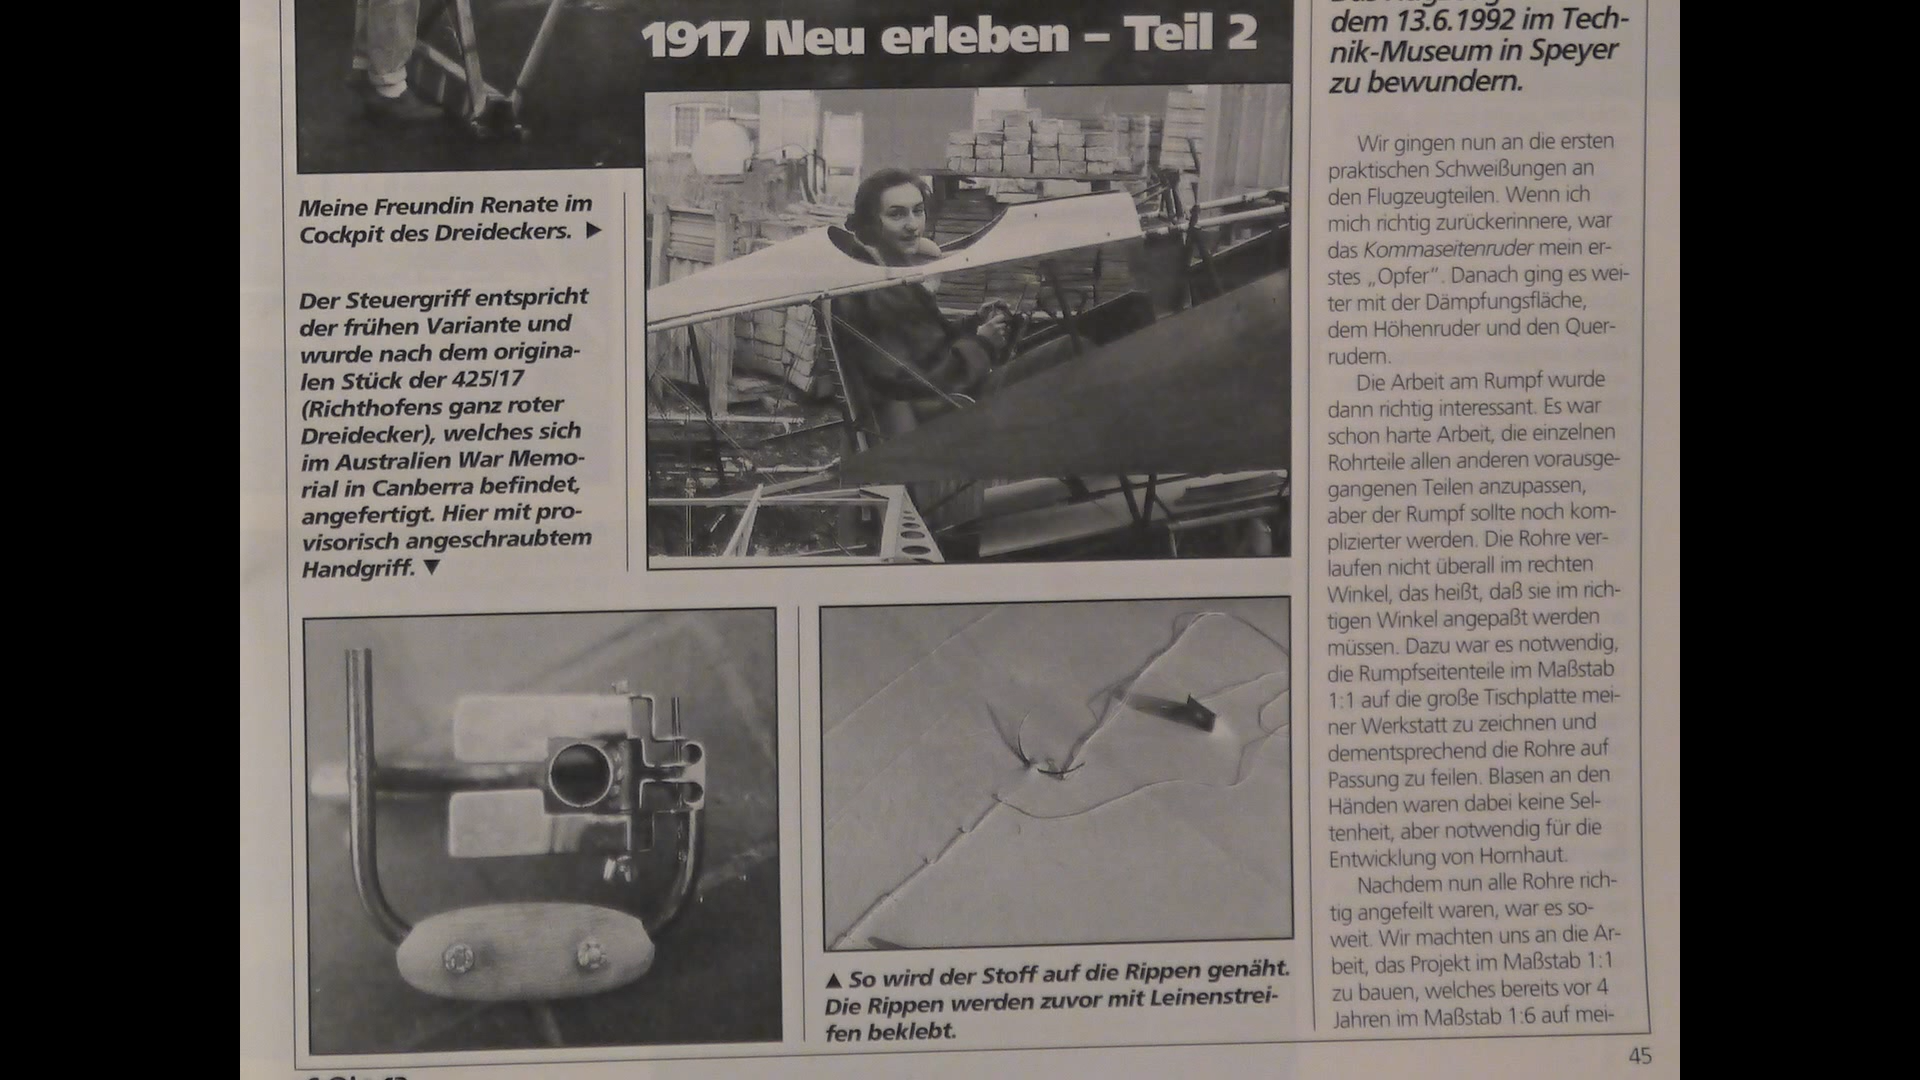 1917 Neu erleben – Teil 2
Meine Freundin Renate im
Cockpit des Dreideckers. ▶
Der Steuergriff entspricht
der frühen Variante und
wurde nach dem origina-
len Stück der 425/17
(Richthofens ganz roter
Dreidecker), welches sich
im Australien War Memo-
rial in Canberra befindet,
angefertigt. Hier mit pro-
visorisch angeschraubtem
Handgriff. ▼
▲ So wird der Stoff auf die Rippen genäht.
Die Rippen werden zuvor mit Leinenstrei-
fen beklebt.
dem 13.6.1992 im Tech-
nik-Museum in Speyer
zu bewundern.
Wir gingen nun an die ersten
praktischen Schweißungen an
den Flugzeugteilen. Wenn ich
mich richtig zurückerinnere, war
das Kommaseitenruder mein er-
stes „Opfer“. Danach ging es wei-
ter mit der Dämpfungsfläche,
dem Höhenruder und den Quer-
rudern.
Die Arbeit am Rumpf wurde
dann richtig interessant. Es war
schon harte Arbeit, die einzelnen
Rohrteile allen anderen vorausge-
gangenen Teilen anzupassen,
aber der Rumpf sollte noch kom-
plizierter werden. Die Rohre ver-
laufen nicht überall im rechten
Winkel, das heißt, daß sie im rich-
tigen Winkel angepaßt werden
müssen. Dazu war es notwendig,
die Rumpfseitenteile im Maßstab
1:1 auf die große Tischplatte mei-
ner Werkstatt zu zeichnen und
dementsprechend die Rohre auf
Passung zu feilen. Blasen an den
Händen waren dabei keine Sel-
tenheit, aber notwendig für die
Entwicklung von Hornhaut.
Nachdem nun alle Rohre rich-
tig angefeilt waren, war es so-
weit. Wir machten uns an die Ar-
beit, das Projekt im Maßstab 1:1
zu bauen, welches bereits vor 4
Jahren im Maßstab 1:6 auf mei-
45